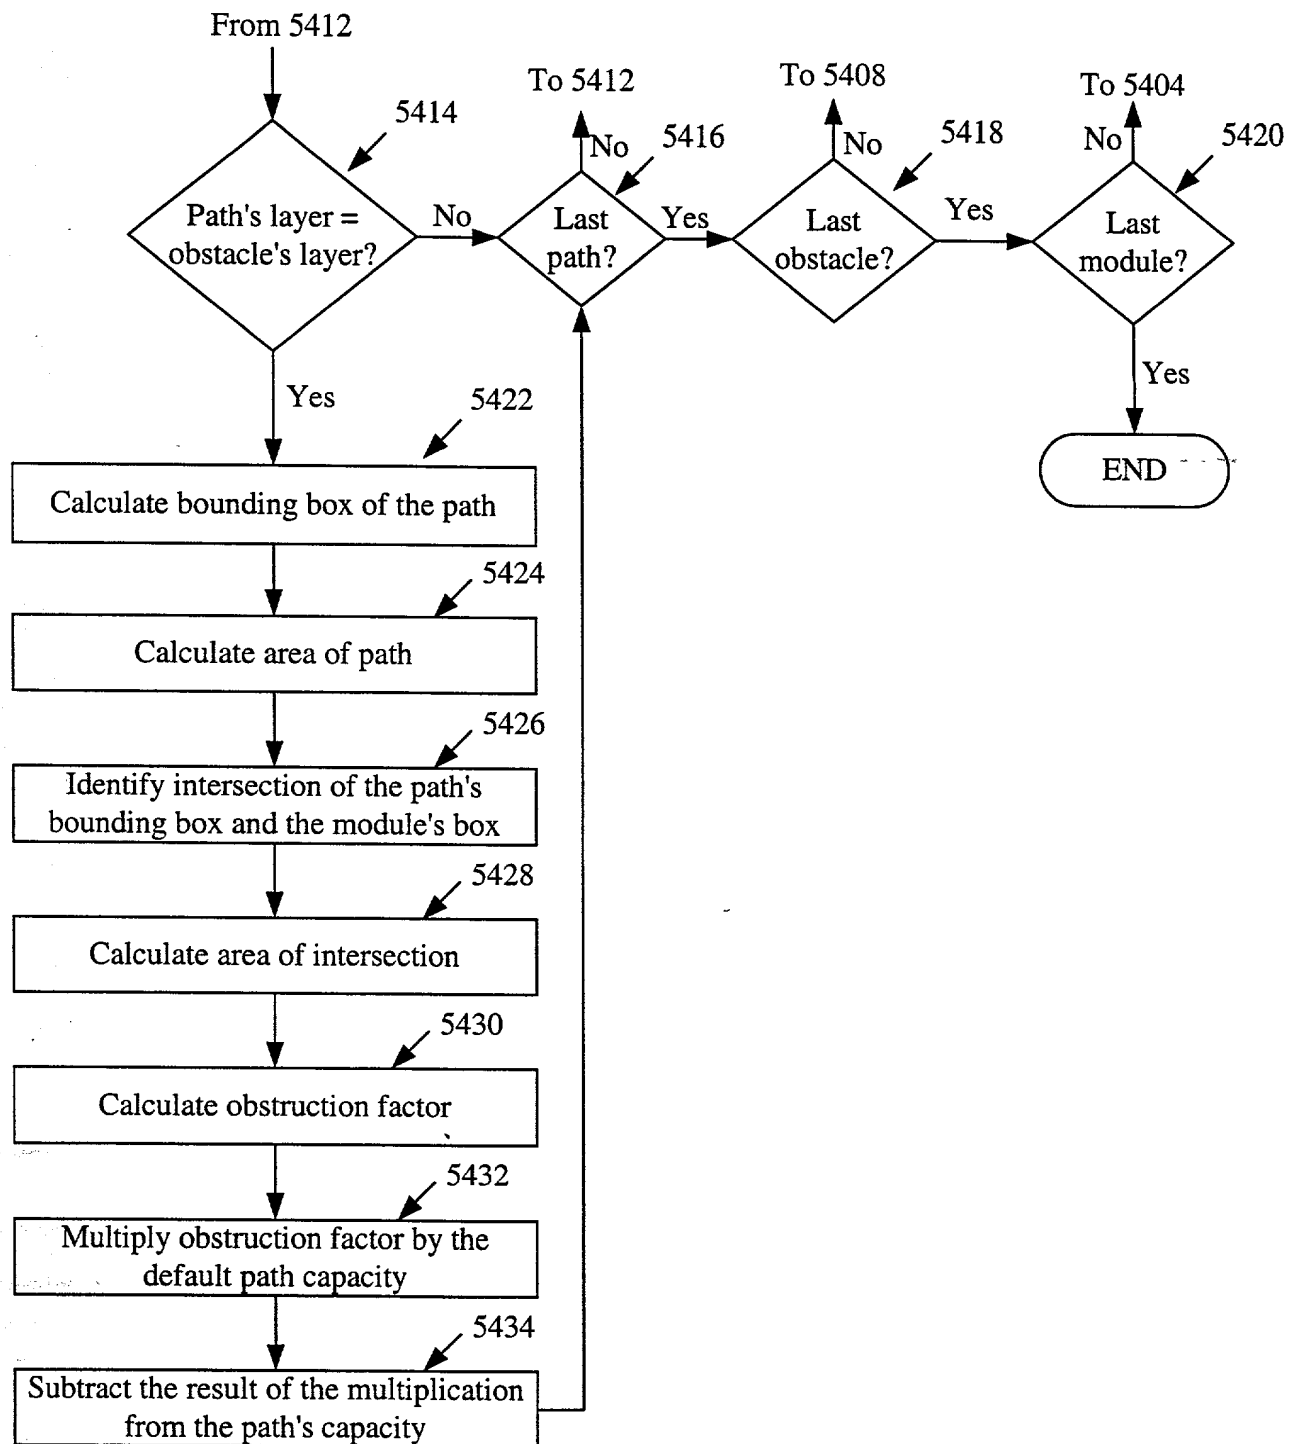 From 5412
To 5412
To 5408
To 5404
5414
5416
5418
5420
No
No
No
Path's layer =
obstacle's layer?
No
Last
path?
Yes
Last
obstacle?
Yes
Last
module?
Yes
Yes
END
5422
Calculate bounding box of the path
5424
Calculate area of path
5426
Identify intersection of the path's
bounding box and the module's box
5428
Calculate area of intersection
5430
Calculate obstruction factor
5432
Multiply obstruction factor by the
default path capacity
5434
Subtract the result of the multiplication
from the path's capacity